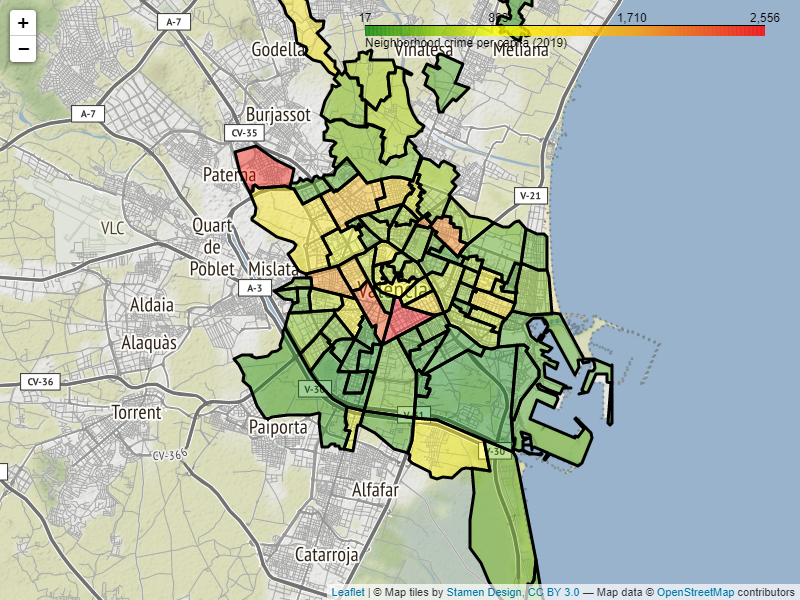 +
−
17
1,710
2,556
Neighborhood crime per capita (2019)
A-7
Godella
Vinalesa
Meliana
A-7
Burjassot
CV-35
Paterna
V-21
VLC
Quart
de
Poblet
Mislata
A-3
València
Aldaia
Alaquàs
CV-36
V-30
Torrent
Paiporta
V-31
CV-36
V-30
Alfafar
Catarroja
Leaflet | © Map tiles by Stamen Design, CC BY 3.0 — Map data © OpenStreetMap contributors